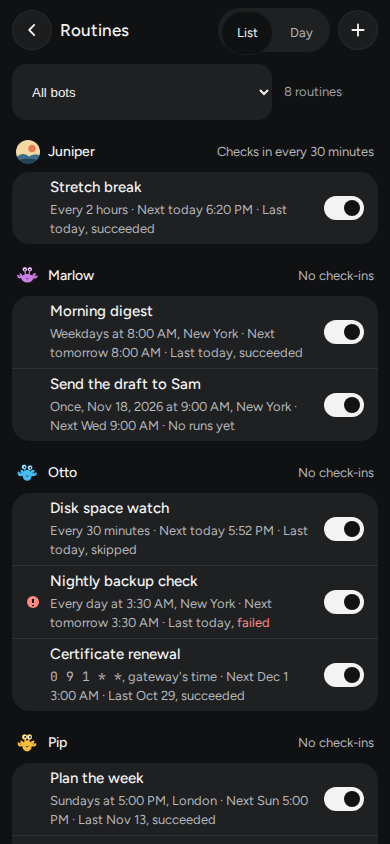 Routines
List
Day
All bots
8 routines
Juniper
Checks in every 30 minutes
Stretch break
Every 2 hours · Next today 6:20 PM · Last
today, succeeded
Marlow
No check-ins
Morning digest
Weekdays at 8:00 AM, New York · Next
tomorrow 8:00 AM · Last today, succeeded
Send the draft to Sam
Once, Nov 18, 2026 at 9:00 AM, New York ·
Next Wed 9:00 AM · No runs yet
Otto
No check-ins
Disk space watch
Every 30 minutes · Next today 5:52 PM · Last
today, skipped
Nightly backup check
Every day at 3:30 AM, New York · Next
tomorrow 3:30 AM · Last today, failed
Certificate renewal
0 9 1 * *, gateway's time · Next Dec 1
3:00 AM · Last Oct 29, succeeded
Pip
No check-ins
Plan the week
Sundays at 5:00 PM, London · Next Sun 5:00
PM · Last Nov 13, succeeded